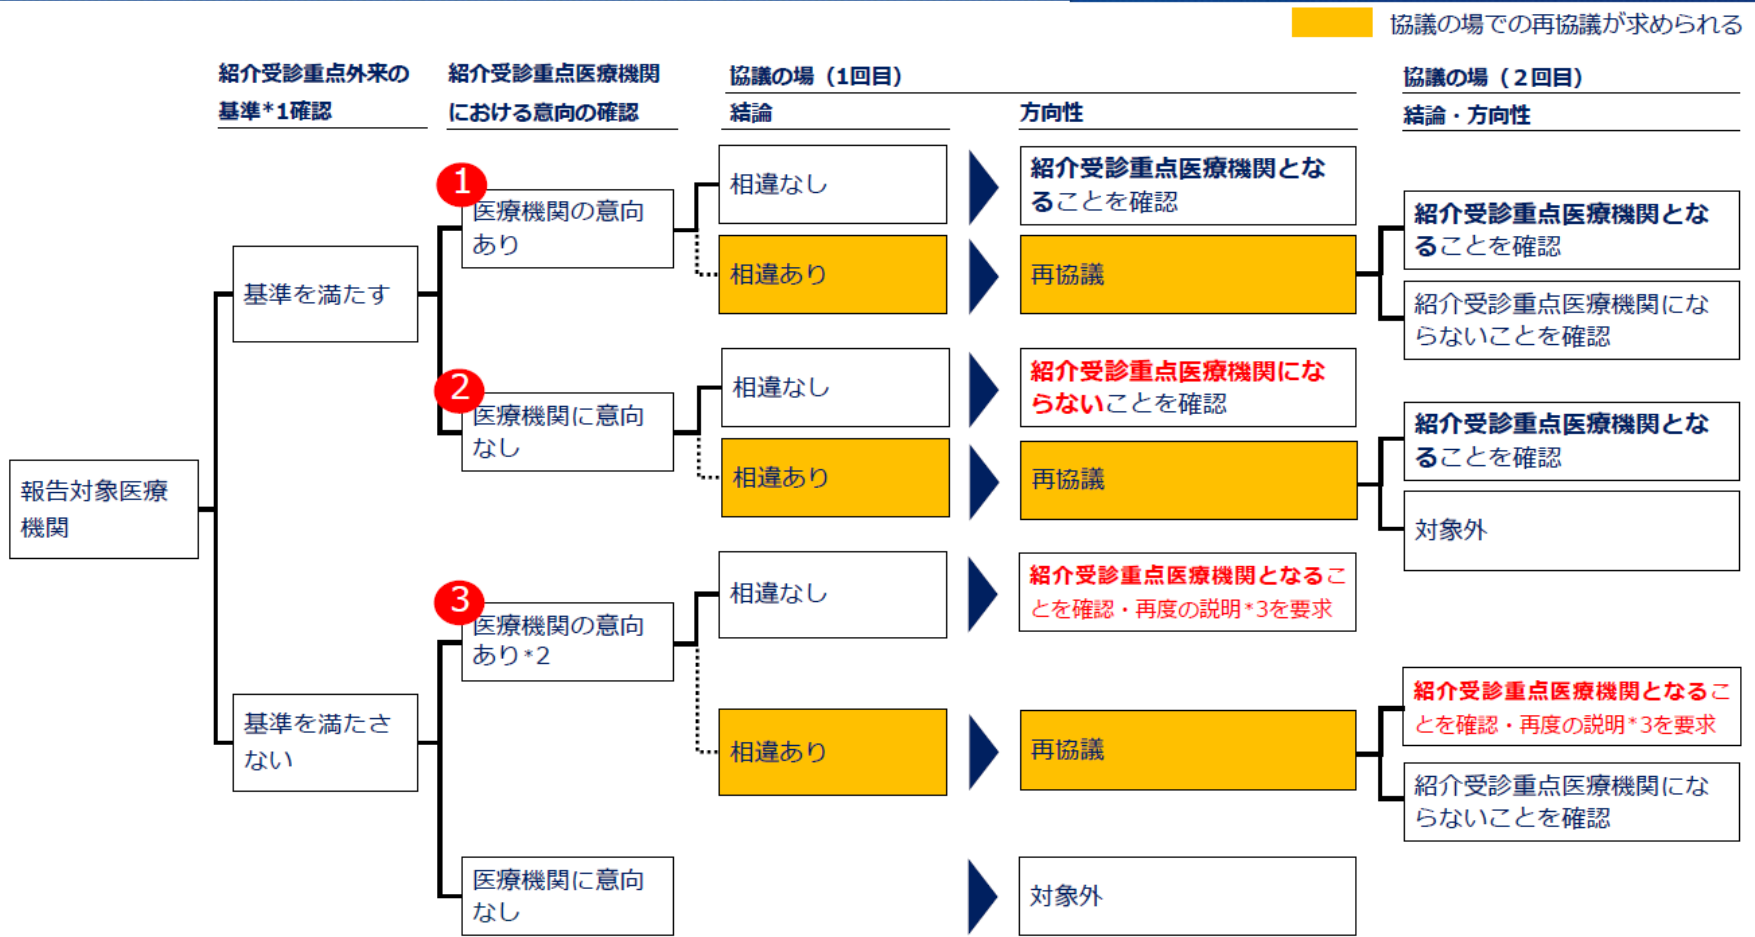 協議の場での再協議が求められる
紹介受診重点外来の
基準*1確認
紹介受診重点医療機関
における意向の確認
協議の場（1回目）
結論
方向性
協議の場（２回目）
結論・方向性
報告対象医療
機関
基準を満たす
1
医療機関の意向
あり
相違なし
紹介受診重点医療機関とな
ることを確認
相違あり
再協議
紹介受診重点医療機関とな
ることを確認
紹介受診重点医療機関にな
らないことを確認
2
医療機関に意向
なし
相違なし
紹介受診重点医療機関にな
らないことを確認
相違あり
再協議
紹介受診重点医療機関とな
ることを確認
対象外
基準を満たさ
ない
3
医療機関の意向
あり*2
相違なし
紹介受診重点医療機関となるこ
とを確認・再度の説明*3を要求
相違あり
再協議
紹介受診重点医療機関となるこ
とを確認・再度の説明*3を要求
紹介受診重点医療機関にな
らないことを確認
医療機関に意向
なし
対象外